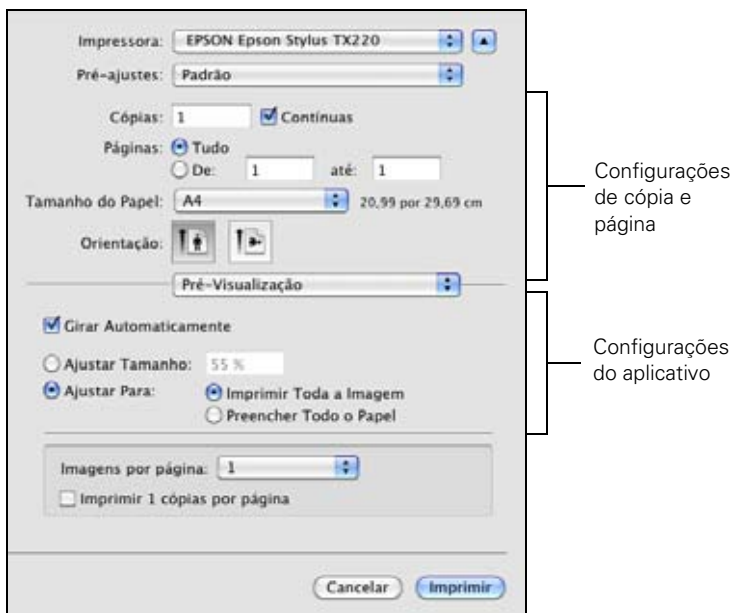 Impressora: EPSON Epson Stylus TX220
Pré-ajustes: Padrão
Cópias: 1 Contínuas
Páginas: Tudo
De: 1 até: 1
Tamanho do Papel: A4 20,99 por 29,69 cm
Orientação:
Pré-Visualização
Girar Automaticamente
Ajustar Tamanho: 55 %
Ajustar Para: Imprimir Toda a Imagem
Preencher Todo o Papel
Imagens por página: 1
Imprimir 1 cópias por página
Cancelar Imprimir
Configurações
de cópia e
página
Configurações
do aplicativo